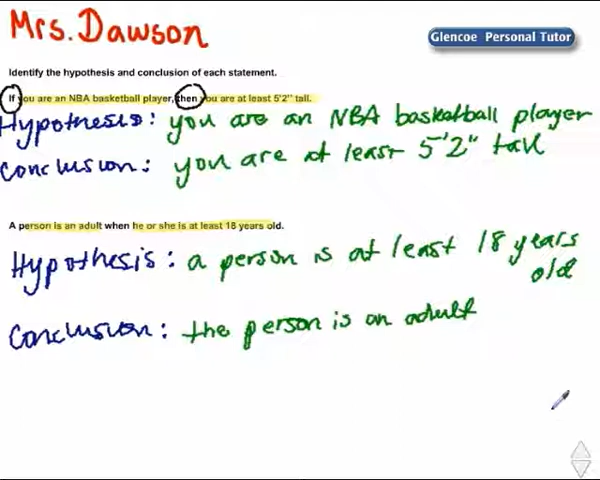 Mrs. Dawson
Glencoe Personal Tutor
Identify the hypothesis and conclusion of each statement.
If you are an NBA basketball player, then you are at least 5'2" tall.
Hypothesis: you are an NBA basketball player
Conclusion: you are at least 5'2" tall
A person is an adult when he or she is at least 18 years old.
Hypothesis: a person is at least 18 years
old
Conclusion: the person is an adult